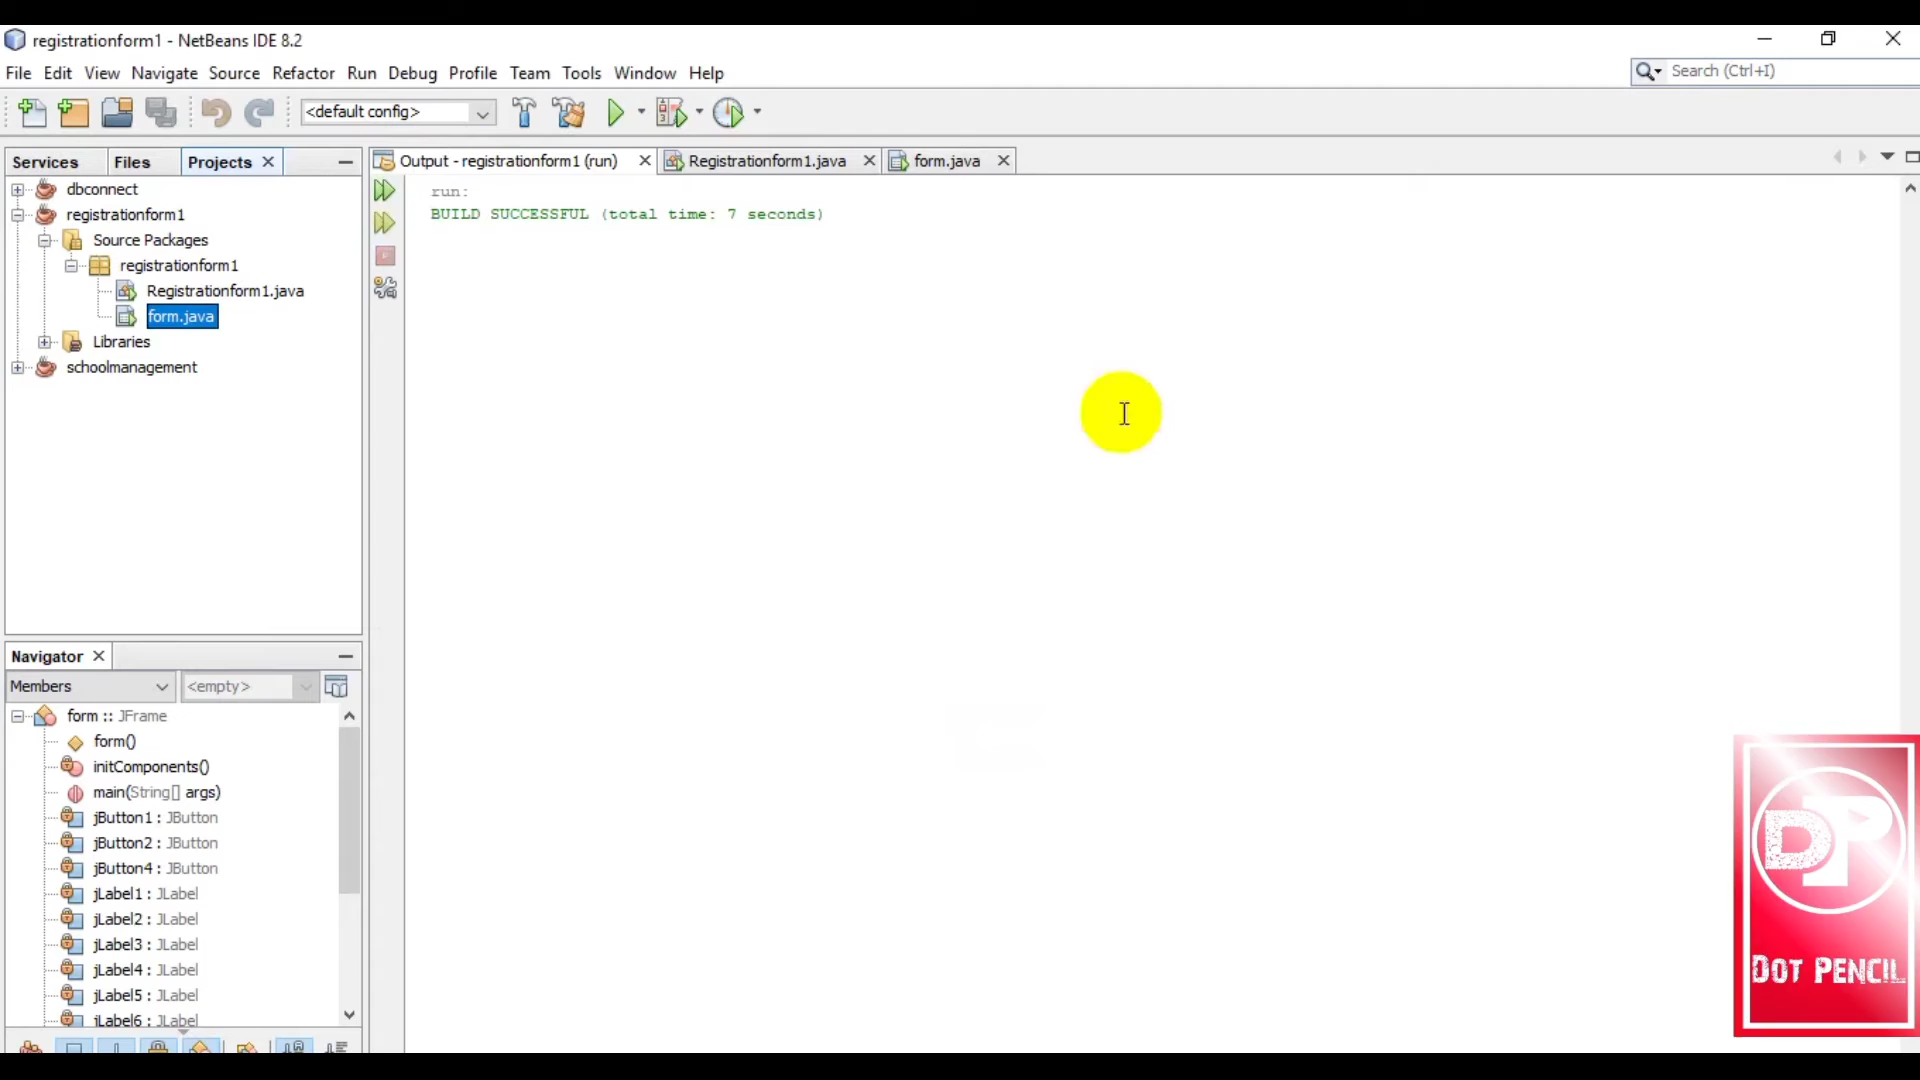 registrationform1 - NetBeans IDE 8.2
File Edit View Navigate Source Refactor Run Debug Profile Team Tools Window Help
Search (Ctrl+I)
<default config>
Services Files Projects
Output - registrationform1 (run) Registrationform1.java form.java
dbconnect
registrationform1
Source Packages
registrationform1
Registrationform1.java
form.java
Libraries
schoolmanagement
run:
BUILD SUCCESSFUL (total time: 7 seconds)
Navigator
Members <empty>
form :: JFrame
form()
initComponents()
main(String[] args)
jButton1 : JButton
jButton2 : JButton
jButton4 : JButton
jLabel1 : JLabel
jLabel2 : JLabel
jLabel3 : JLabel
jLabel4 : JLabel
jLabel5 : JLabel
jLabel6 : JLabel
DP
DOT PENCIL